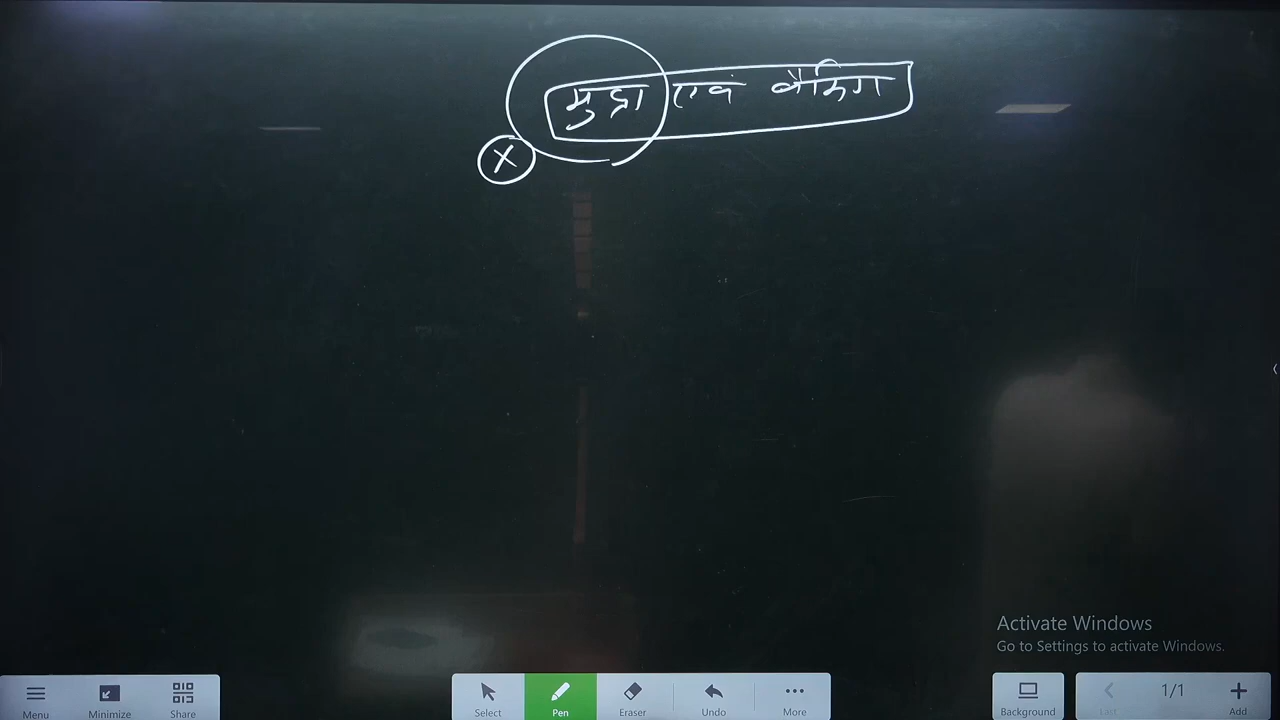 मुद्रा एवं बैंकिंग
X
Activate Windows
Go to Settings to activate Windows.
Menu
Minimize
Share
Select
Pen
Eraser
Undo
More
Background
Last
1/1
Add